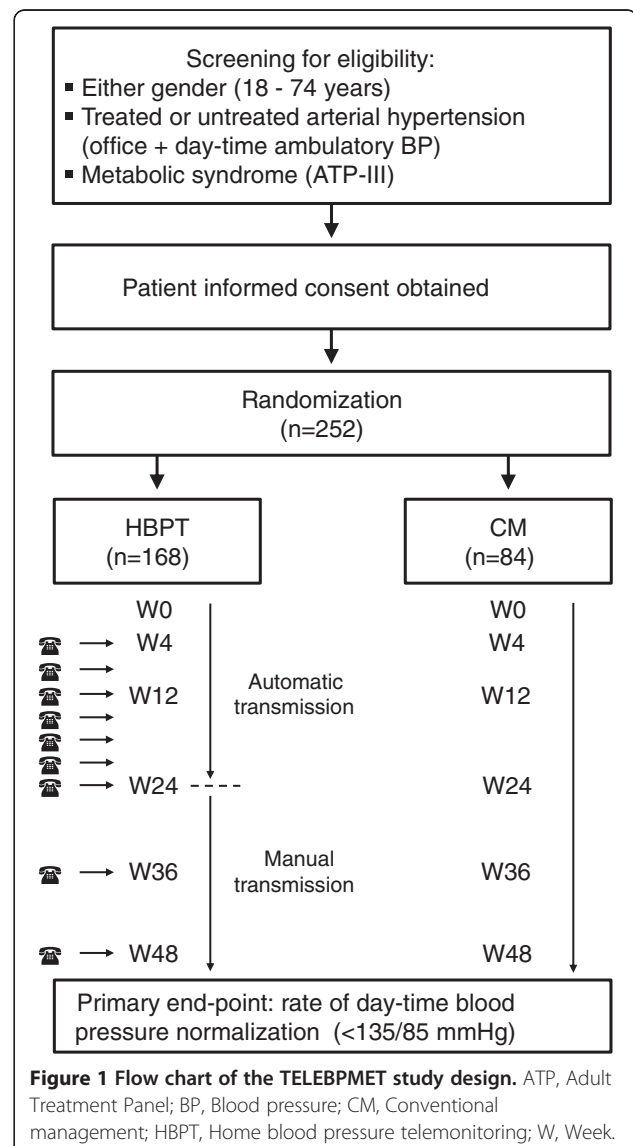 Screening for eligibility:
▪ Either gender (18 - 74 years)
▪ Treated or untreated arterial hypertension
(office + day-time ambulatory BP)
▪ Metabolic syndrome (ATP-III)
Patient informed consent obtained
Randomization
(n=252)
HBPT
(n=168)
CM
(n=84)
W0
W4
W12
Automatic
transmission
W24
W36
Manual
transmission
W48
W0
W4
W12
W24
W36
W48
Primary end-point: rate of day-time blood
pressure normalization (<135/85 mmHg)
Figure 1 Flow chart of the TELEBPMET study design. ATP, Adult
Treatment Panel; BP, Blood pressure; CM, Conventional
management; HBPT, Home blood pressure telemonitoring; W, Week.